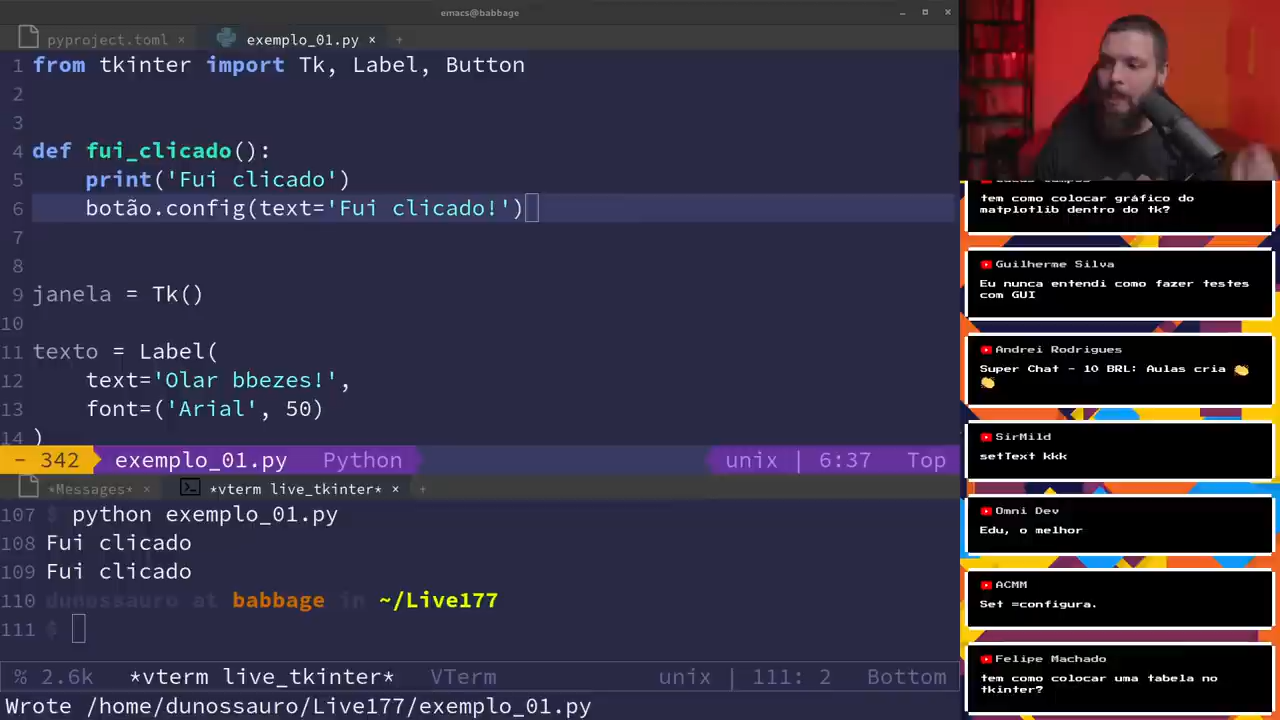 emacs@babbage
pyproject.toml × exemplo_01.py × +
1 from tkinter import Tk, Label, Button
2
3
4 def fui_clicado():
5 print('Fui clicado')
6 botão.config(text='Fui clicado!')
7
8
9 janela = Tk()
10
11 texto = Label(
12 text='Olar bbezes!',
13 font=('Arial', 50)
14 )
- 342 exemplo_01.py Python unix | 6:37 Top
*Messages* × *vterm live_tkinter* × +
107 $ python exemplo_01.py
108 Fui clicado
109 Fui clicado
110 dunossauro at babbage in ~/Live177
111 $
% 2.6k *vterm live_tkinter* VTerm unix | 111: 2 Bottom
Wrote /home/dunossauro/Live177/exemplo_01.py
tem como colocar gráfico do
matplotlib dentro do tk?
Guilherme Silva
Eu nunca entendi como fazer testes
com GUI
Andrei Rodrigues
Super Chat - 10 BRL: Aulas cria 👏
👏
SirMild
setText kkk
Omni Dev
Edu, o melhor
ACMM
Set =configura.
Felipe Machado
tem como colocar uma tabela no
tkinter?